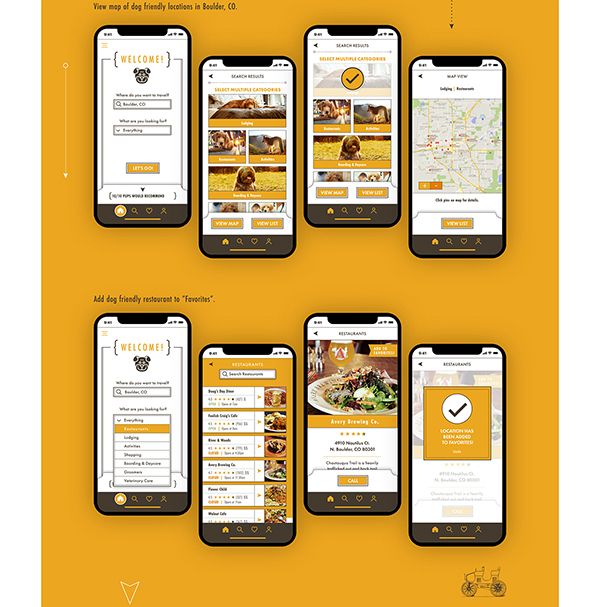 View map of dog friendly locations in Boulder, CO.
9:41
{ WELCOME! }
Where do you want to travel?
Boulder, CO
What are you looking for?
Everything
LET'S GO!
10/10 PUPS WOULD RECOMMEND
9:41
SEARCH RESULTS
SELECT MULTIPLE CATEGORIES
Lodging
Restaurants
Activities
Boarding & Daycare
VIEW MAP
VIEW LIST
9:41
SEARCH RESULTS
SELECT MULTIPLE CATEGORIES
Restaurants
Activities
Boarding & Daycare
VIEW MAP
VIEW LIST
9:41
MAP VIEW
Lodging | Restaurants
Click pins on map for details.
VIEW LIST
Add dog friendly restaurant to "Favorites".
9:41
{ WELCOME! }
Where do you want to travel?
Boulder, CO
What are you looking for?
Everything
Restaurants
Lodging
Activities
Shopping
Boarding & Daycare
Groomers
Veterinary Care
9:41
RESTAURANTS
Search Restaurants
Doug's Day Diner
Foolish Craig's Cafe
River & Woods
Avery Brewing Co.
Flower Child
Walnut Cafe
9:41
RESTAURANTS
ADD TO
FAVORITES!
Avery Brewing Co.
4910 Nautilus Ct.
N. Boulder, CO 80301
Chautauqua Trail is a heavily
trafficked out and back trail
CALL
9:41
RESTAURANTS
LOCATION HAS
BEEN ADDED
TO FAVORITES!
4910 Nautilus Ct.
N. Boulder, CO 80301
Chautauqua Trail is a heavily
trafficked out and back trail
CALL